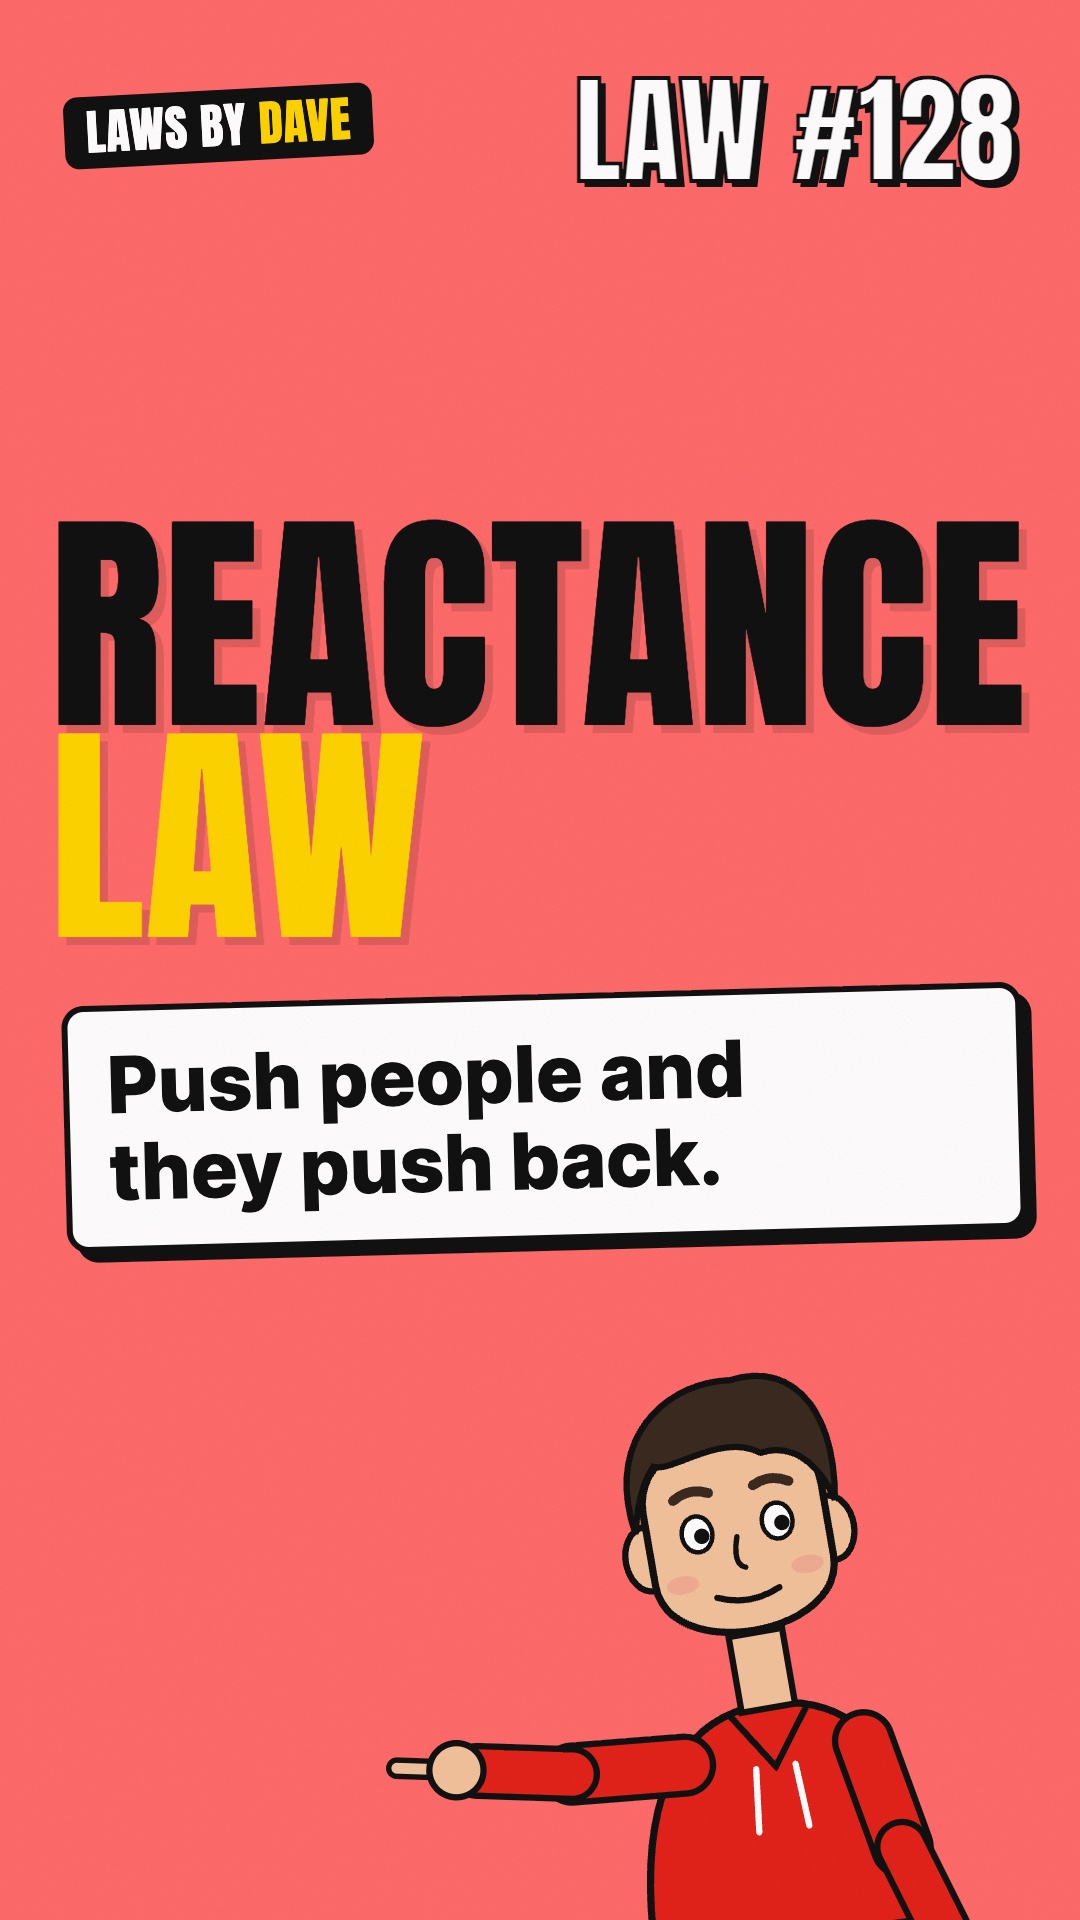 LAWS BY DAVE
LAW #128
REACTANCE
LAW
Push people and
they push back.